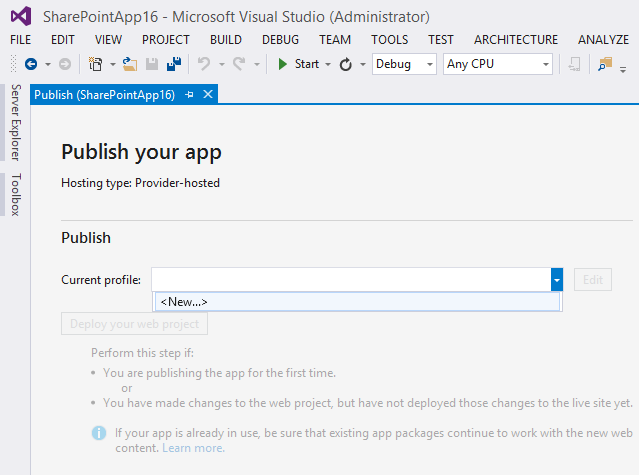 SharePointApp16 - Microsoft Visual Studio (Administrator)
FILE EDIT VIEW PROJECT BUILD DEBUG TEAM TOOLS TEST ARCHITECTURE ANALYZE
Start Debug Any CPU
Server Explorer
Toolbox
Publish (SharePointApp16)
Publish your app
Hosting type: Provider-hosted
Publish
Current profile: Edit
<New...>
Deploy your web project
Perform this step if:
• You are publishing the app for the first time.
or
• You have made changes to the web project, but have not deployed those changes to the live site yet.
If your app is already in use, be sure that existing app packages continue to work with the new web
content. Learn more.